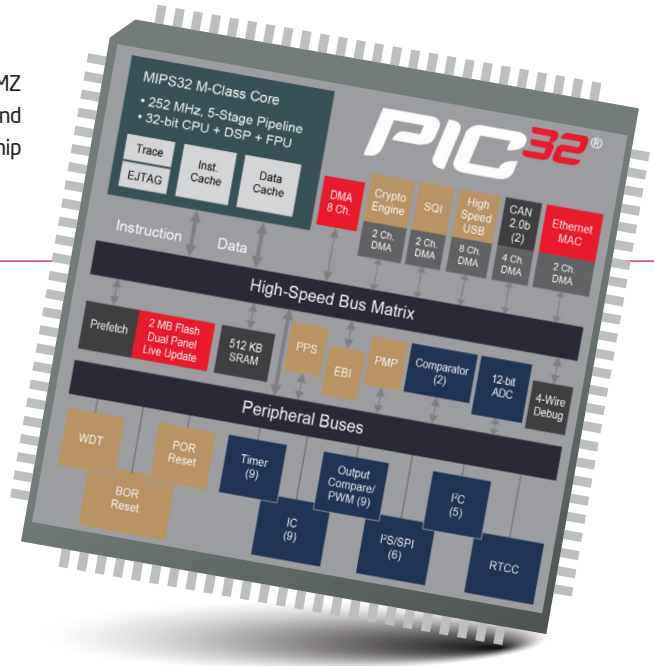 MZ
nd
hip
MIPS32 M-Class Core
• 252 MHz, 5-Stage Pipeline
• 32-bit CPU + DSP + FPU
Trace
EJTAG
Inst.
Cache
Data
Cache
PIC32®
DMA
8 Ch.
Crypto
Engine
2 Ch.
DMA
SQI
2 Ch.
DMA
High
Speed
USB
8 Ch.
DMA
CAN
2.0b
(2)
4 Ch.
DMA
Ethernet
MAC
2 Ch.
DMA
Instruction
Data
High-Speed Bus Matrix
Prefetch
2 MB Flash
Dual Panel
Live Update
512 KB
SRAM
PPS
EBI
PMP
Comparator
(2)
12-bit
ADC
4-Wire
Debug
Peripheral Buses
WDT
BOR
Reset
POR
Reset
Timer
(9)
IC
(9)
Output
Compare/
PWM (9)
I²S/SPI
(6)
I²C
(5)
RTCC